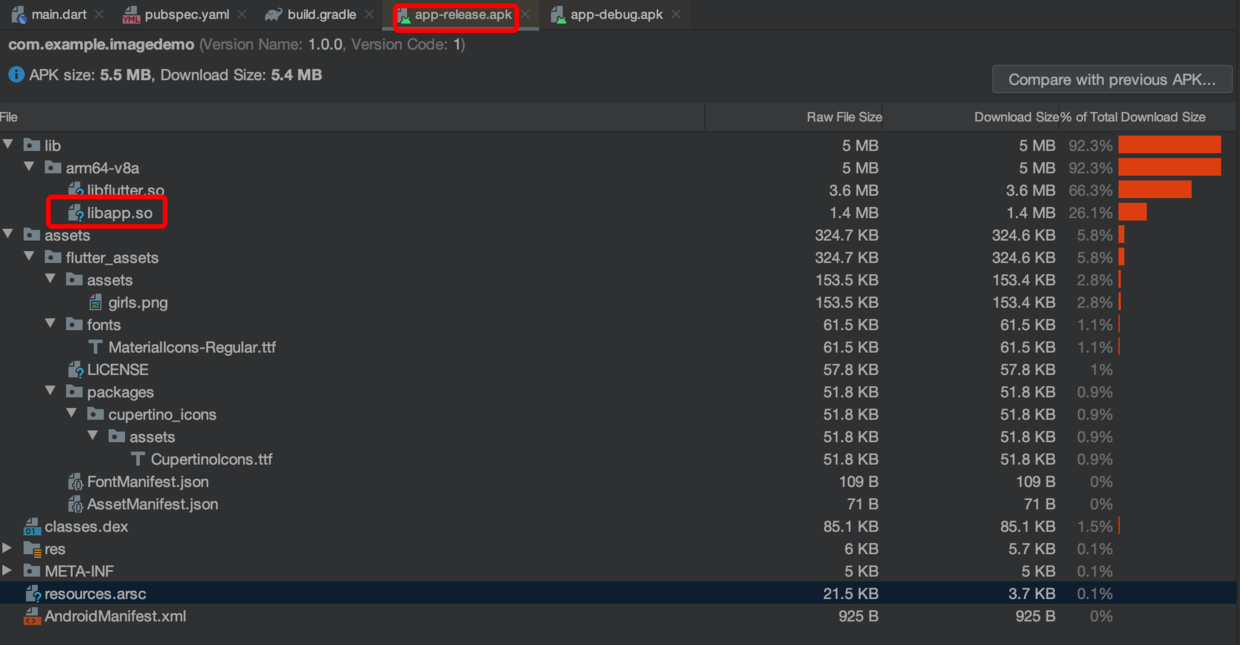 main.dart pubspec.yaml build.gradle app-release.apk app-debug.apk
com.example.imagedemo (Version Name: 1.0.0, Version Code: 1)
APK size: 5.5 MB, Download Size: 5.4 MB
Compare with previous APK...
File Raw File Size Download Size % of Total Download Size
lib 5 MB 5 MB 92.3%
arm64-v8a 5 MB 5 MB 92.3%
libflutter.so 3.6 MB 3.6 MB 66.3%
libapp.so 1.4 MB 1.4 MB 26.1%
assets 324.7 KB 324.6 KB 5.8%
flutter_assets 324.7 KB 324.6 KB 5.8%
assets 153.5 KB 153.4 KB 2.8%
girls.png 153.5 KB 153.4 KB 2.8%
fonts 61.5 KB 61.5 KB 1.1%
MaterialIcons-Regular.ttf 61.5 KB 61.5 KB 1.1%
LICENSE 57.8 KB 57.8 KB 1%
packages 51.8 KB 51.8 KB 0.9%
cupertino_icons 51.8 KB 51.8 KB 0.9%
assets 51.8 KB 51.8 KB 0.9%
CupertinoIcons.ttf 51.8 KB 51.8 KB 0.9%
FontManifest.json 109 B 109 B 0%
AssetManifest.json 71 B 71 B 0%
classes.dex 85.1 KB 85.1 KB 1.5%
res 6 KB 5.7 KB 0.1%
META-INF 5 KB 5 KB 0.1%
resources.arsc 21.5 KB 3.7 KB 0.1%
AndroidManifest.xml 925 B 925 B 0%